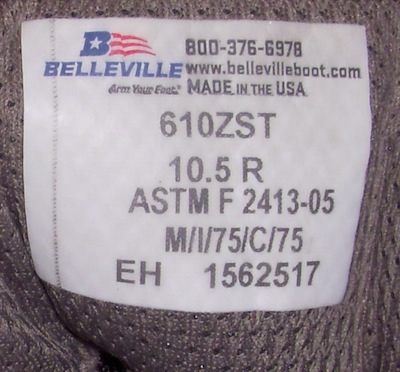 B
800-376-6978
BELLEVILLE www.bellevilleboot.com
Arm Your Feet. MADE IN THE USA
610ZST
10.5 R
ASTM F 2413-05
M/I/75/C/75
EH 1562517